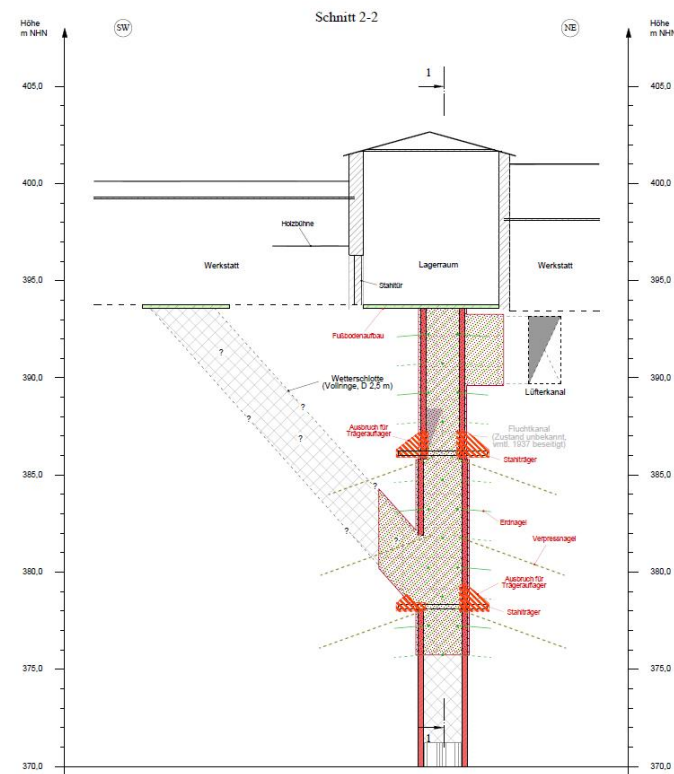 Schnitt 2-2
Höhe
m NHN
SW
NE
Höhe
m NHN
1
405,0
405,0
400,0
400,0
Holzbühne
Werkstatt
Lagerraum
Werkstatt
395,0
395,0
Stahltür
Fußbodenaufbau
?
Wetterschlotte
(Vollringe, D 2,5 m)
390,0
390,0
Lüfterkanal
?
?
Ausbruch für
Trägerauflager
Fluchtkanal
(Zustand unbekannt,
vmtl. 1937 beseitigt)
?
?
Stahlträger
385,0
385,0
?
Erdnagel
?
?
Verpressnagel
380,0
380,0
Ausbruch für
Trägerauflager
Stahlträger
375,0
375,0
1
370,0
370,0